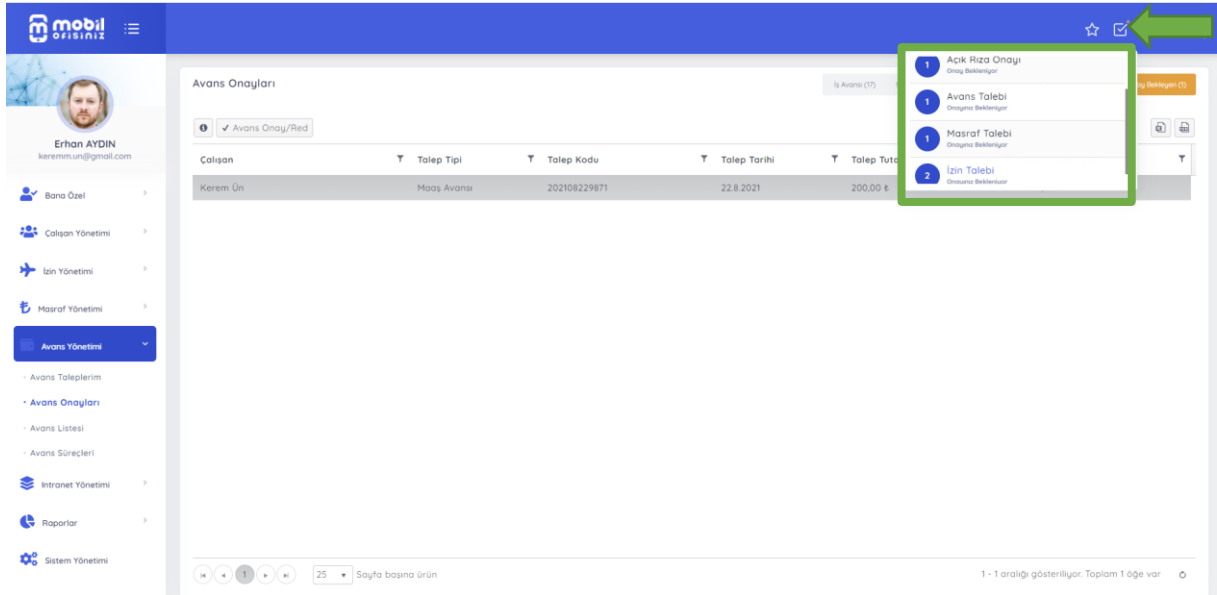 mobil
ofisiniz
Erhan AYDIN
keremm.un@gmail.com
Bana Özel
Çalışan Yönetimi
İzin Yönetimi
Masraf Yönetimi
Avans Yönetimi
Avans Taleplerim
Avans Onayları
Avans Listesi
Avans Süreçleri
Intranet Yönetimi
Raporlar
Sistem Yönetimi
Avans Onayları
İş Avansı (17)
Bekleyen (1)
✓ Avans Onay/Red
Çalışan Talep Tipi Talep Kodu Talep Tarihi Talep
Kerem Ün Maaş Avansı 202108229871 22.8.2021 200,00 ₺
1 Açık Rıza Onayı
Onay Bekleniyor
1 Avans Talebi
Onayınız Bekleniyor
1 Masraf Talebi
Onayınız Bekleniyor
2 İzin Talebi
Onayınız Bekleniyor
1 25 Sayfa başına ürün
1 - 1 aralığı gösteriliyor. Toplam 1 öğe var